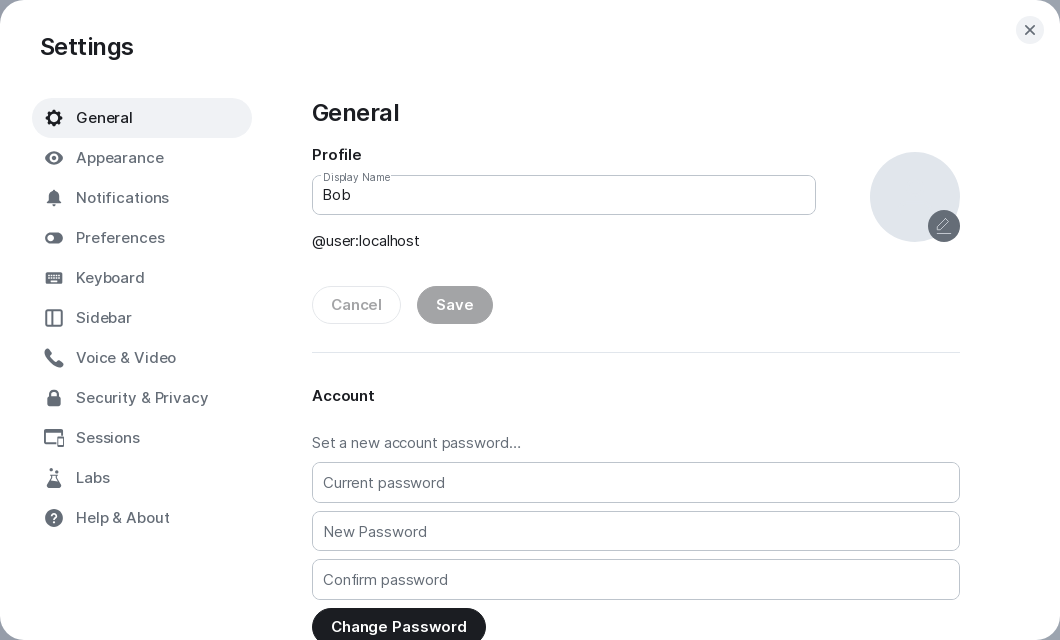 Settings
General
Appearance
Notifications
Preferences
Keyboard
Sidebar
Voice & Video
Security & Privacy
Sessions
Labs
Help & About
General
Profile
Display Name
Bob
@user:localhost
Cancel
Save
Account
Set a new account password...
Current password
New Password
Confirm password
Change Password